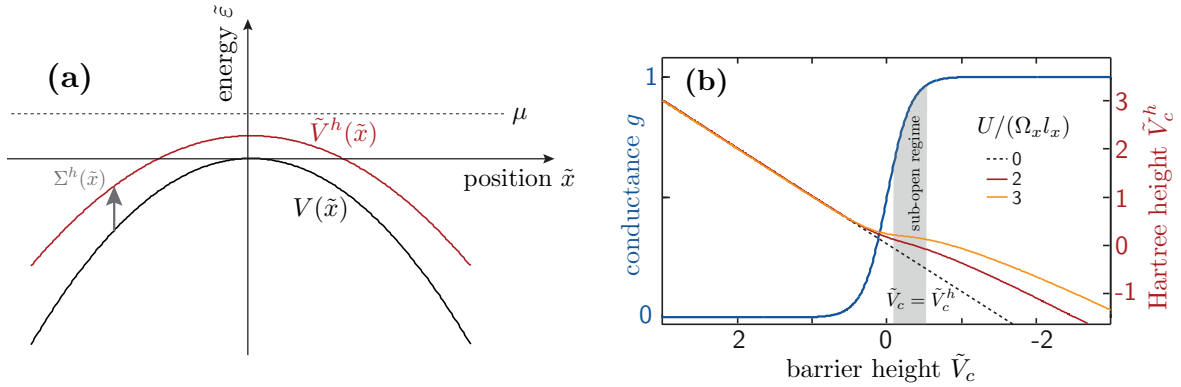 (a)
energy ε̃
μ
Ṽ^h(x̃)
Σ^h(x̃)
position x̃
V(x̃)
(b)
conductance g
1
0
sub-open regime
Ṽ_c = Ṽ_c^h
U/(Ω_x l_x)
0
2
3
3
2
1
0
-1
Hartree height Ṽ_c^h
2
0
-2
barrier height Ṽ_c